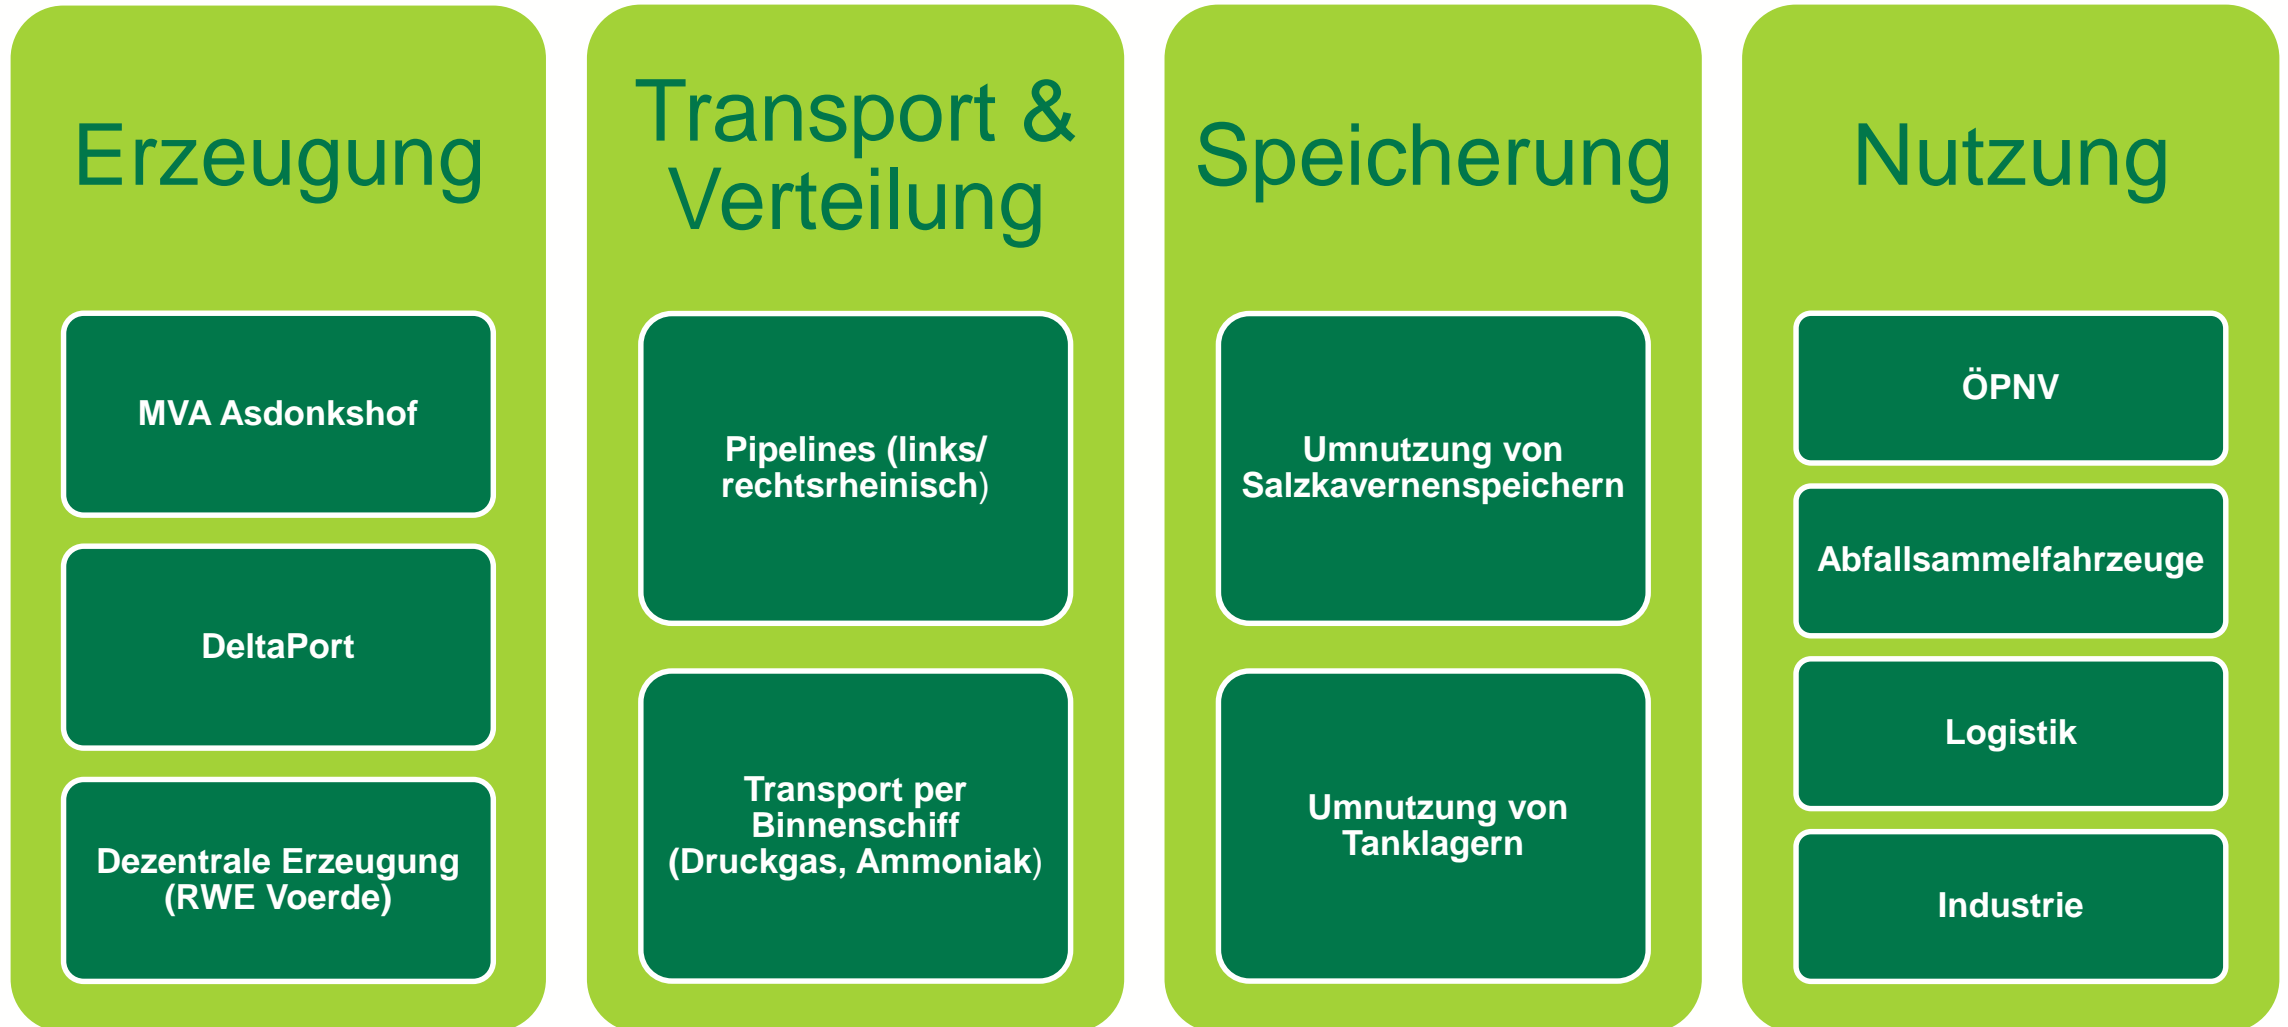 Erzeugung
MVA Asdonkshof
DeltaPort
Dezentrale Erzeugung
(RWE Voerde)
Transport &
Verteilung
Pipelines (links/
rechtsrheinisch)
Transport per
Binnenschiff
(Druckgas, Ammoniak)
Speicherung
Umnutzung von
Salzkavernenspeichern
Umnutzung von
Tanklagern
Nutzung
ÖPNV
Abfallsammelfahrzeuge
Logistik
Industrie